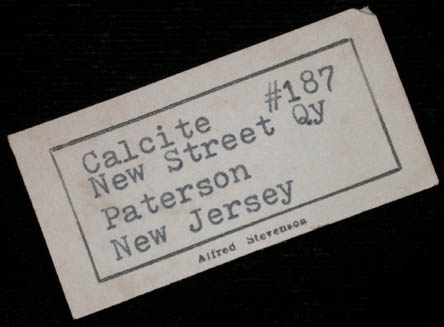 Calcite #187
New Street Qy
Paterson
New Jersey
Alfred Stevenson